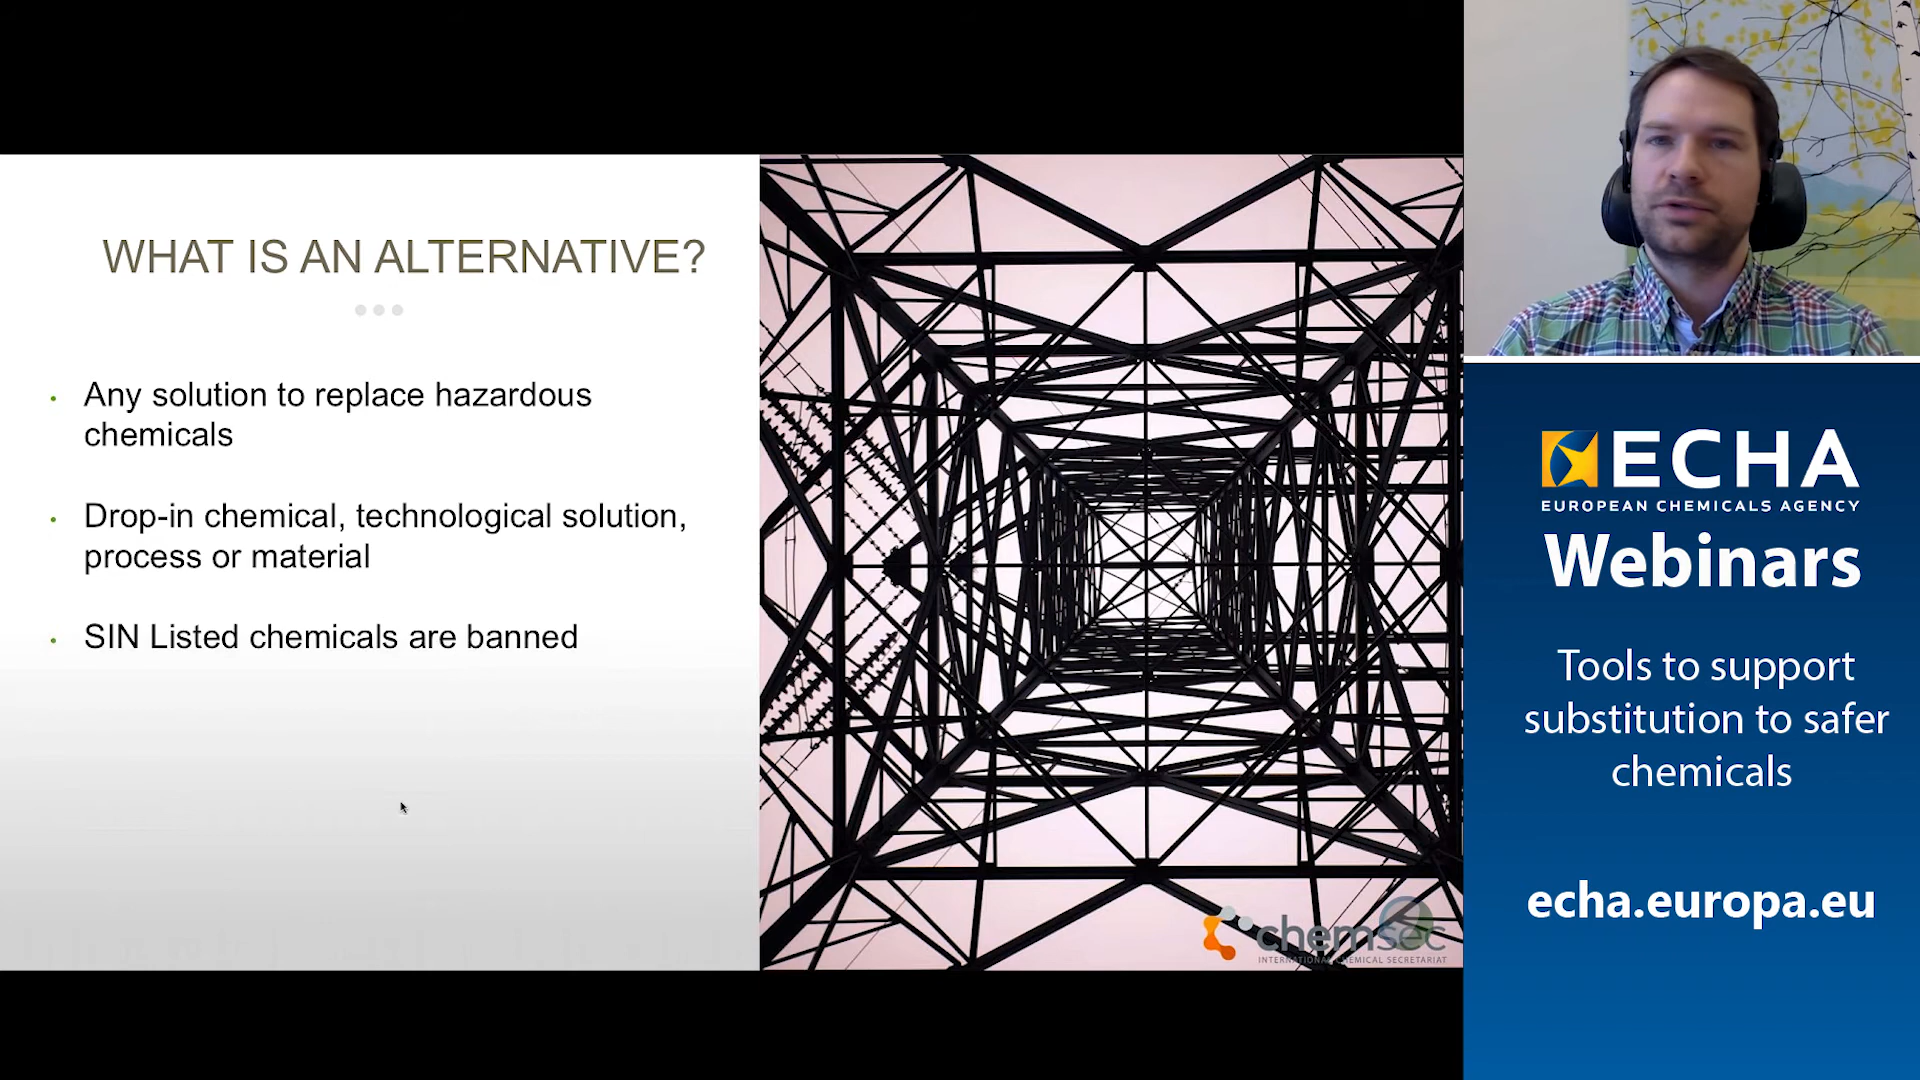 WHAT IS AN ALTERNATIVE?
• Any solution to replace hazardous
chemicals
• Drop-in chemical, technological solution,
process or material
• SIN Listed chemicals are banned
chemsec
INTERNATIONAL CHEMICAL SECRETARIAT
ECHA
EUROPEAN CHEMICALS AGENCY
Webinars
Tools to support
substitution to safer
chemicals
echa.europa.eu